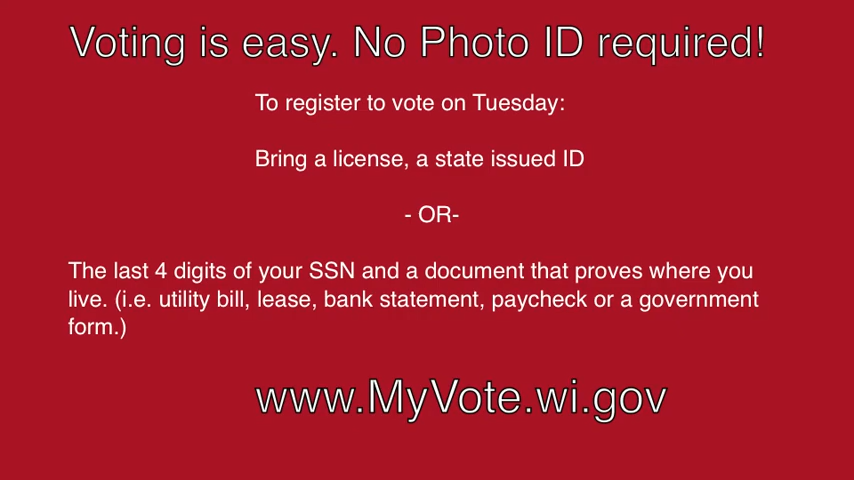 Voting is easy. No Photo ID required!
To register to vote on Tuesday:
Bring a license, a state issued ID
- OR-
The last 4 digits of your SSN and a document that proves where you
live. (i.e. utility bill, lease, bank statement, paycheck or a government
form.)
www.MyVote.wi.gov